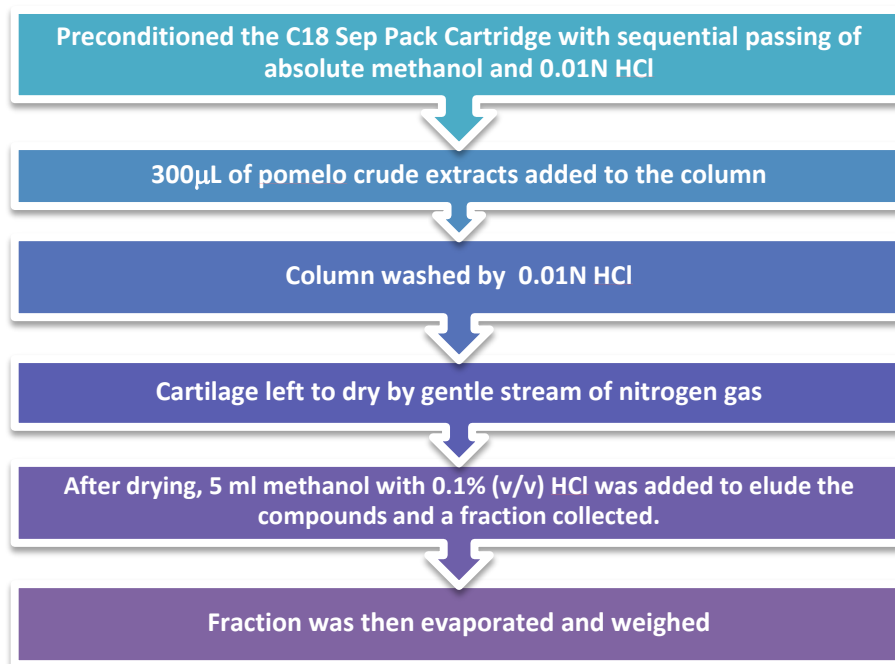 Preconditioned the C18 Sep Pack Cartridge with sequential passing of
absolute methanol and 0.01N HCl
300μL of pomelo crude extracts added to the column
Column washed by  0.01N HCl
Cartilage left to dry by gentle stream of nitrogen gas
After drying, 5 ml methanol with 0.1% (v/v) HCl was added to elude the
compounds and a fraction collected.
Fraction was then evaporated and weighed